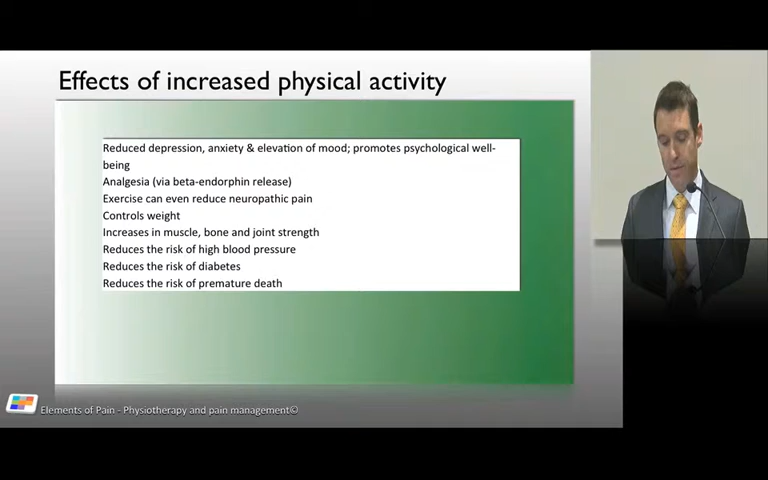 Effects of increased physical activity
Reduced depression, anxiety & elevation of mood; promotes psychological well-
being
Analgesia (via beta-endorphin release)
Exercise can even reduce neuropathic pain
Controls weight
Increases in muscle, bone and joint strength
Reduces the risk of high blood pressure
Reduces the risk of diabetes
Reduces the risk of premature death
Elements of Pain - Physiotherapy and pain management©